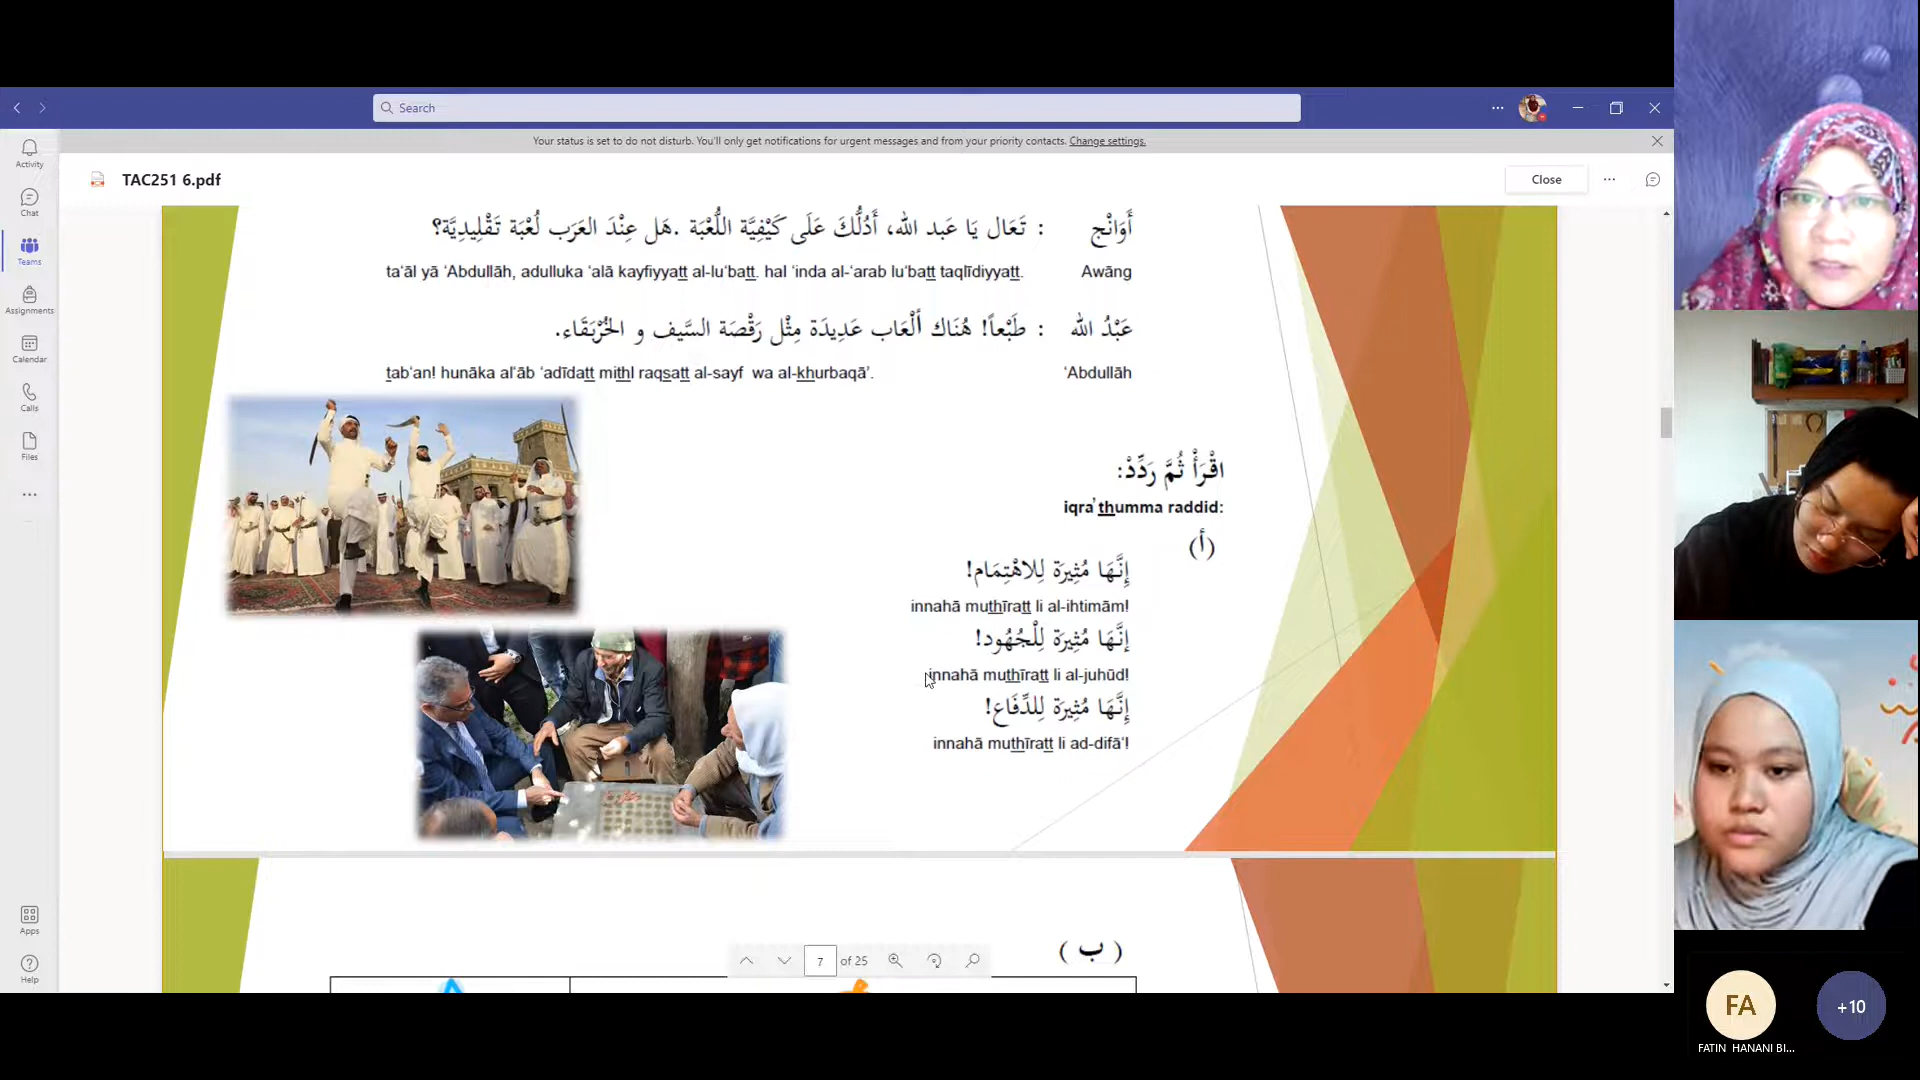 Search
Your status is set to do not disturb. You'll only get notifications for urgent messages and from your priority contacts. Change settings.
Activity
Chat
Teams
Assignments
Calendar
Calls
Files
Apps
Help
TAC251 6.pdf
Close
أَوَانْج : تَعَال يَا عَبد الله، أَدُلُّكَ عَلَى كَيْفِيَّة اللُّعْبَة .هَل عِنْدَ العَرَب لُعْبَة تَقْلِيدِيَّة؟
ta‘āl yā ‘Abdullāh, adulluka ‘alā kayfiyyatt al-lu‘batt. hal ‘inda al-‘arab lu‘batt taqlīdiyyatt. Awāng
عَبْدُ الله : طَبْعاً! هُنَاك أَلْعَاب عَدِيدَة مِثْل رَقْصَة السَّيف و الخُرْبَقَاء.
tab‘an! hunāka al‘āb ‘adīdatt mithl raqsatt al-sayf wa al-khurbaqā’. ‘Abdullāh
اقْرَأْ ثُمَّ رَدِّدْ:
iqra’ thumma raddid:
(أ)
إِنَّهَا مُثِيرَة لِلاهْتِمَام!
innahā muthīratt li al-ihtimām!
إِنَّهَا مُثِيرَة لِلْجُهُود!
innahā muthīratt li al-juhūd!
إِنَّهَا مُثِيرَة لِلدِّفَاع!
innahā muthīratt li ad-difā‘!
( ب )
7 of 25
FA
+10
FATIN HANANI BI...